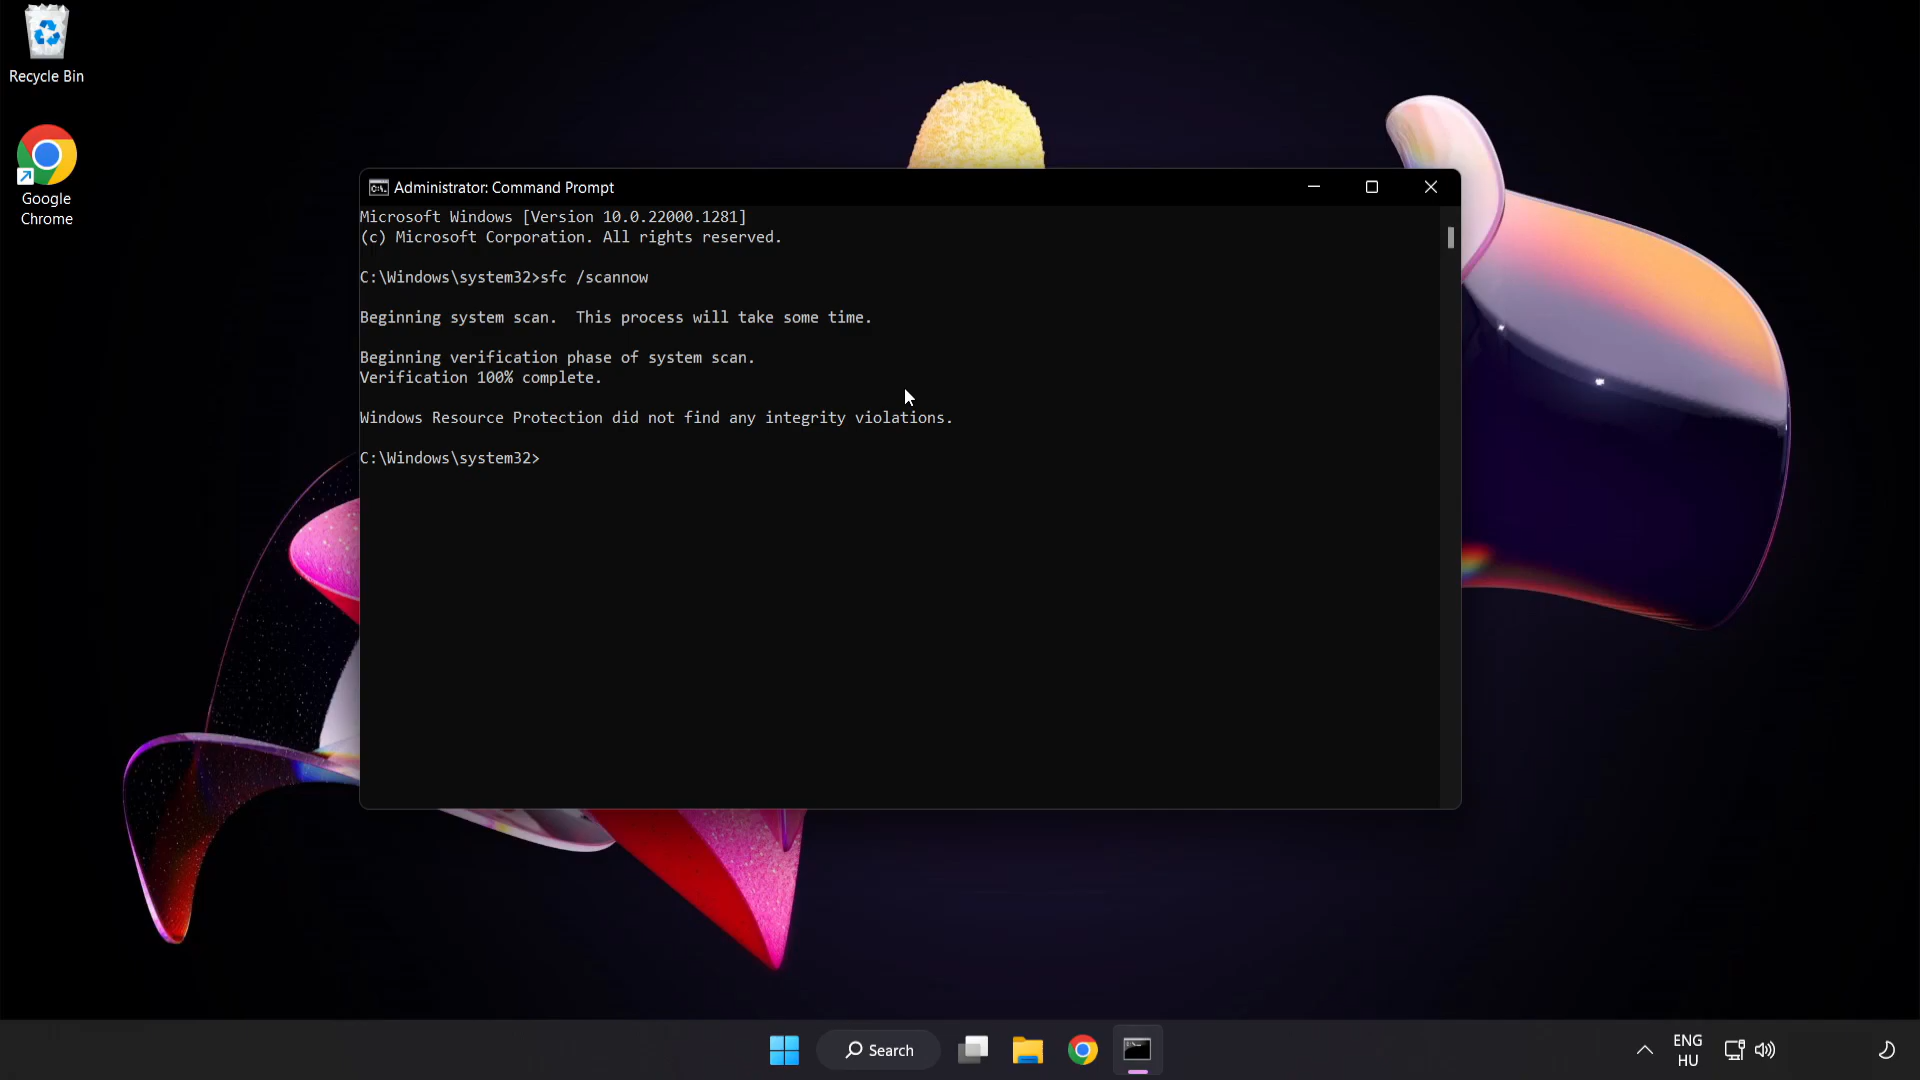 Recycle Bin
Google
Chrome
Administrator: Command Prompt
Microsoft Windows [Version 10.0.22000.1281]
(c) Microsoft Corporation. All rights reserved.
C:\Windows\system32>sfc /scannow
Beginning system scan.  This process will take some time.
Beginning verification phase of system scan.
Verification 100% complete.
Windows Resource Protection did not find any integrity violations.
C:\Windows\system32>
Search
ENG
HU